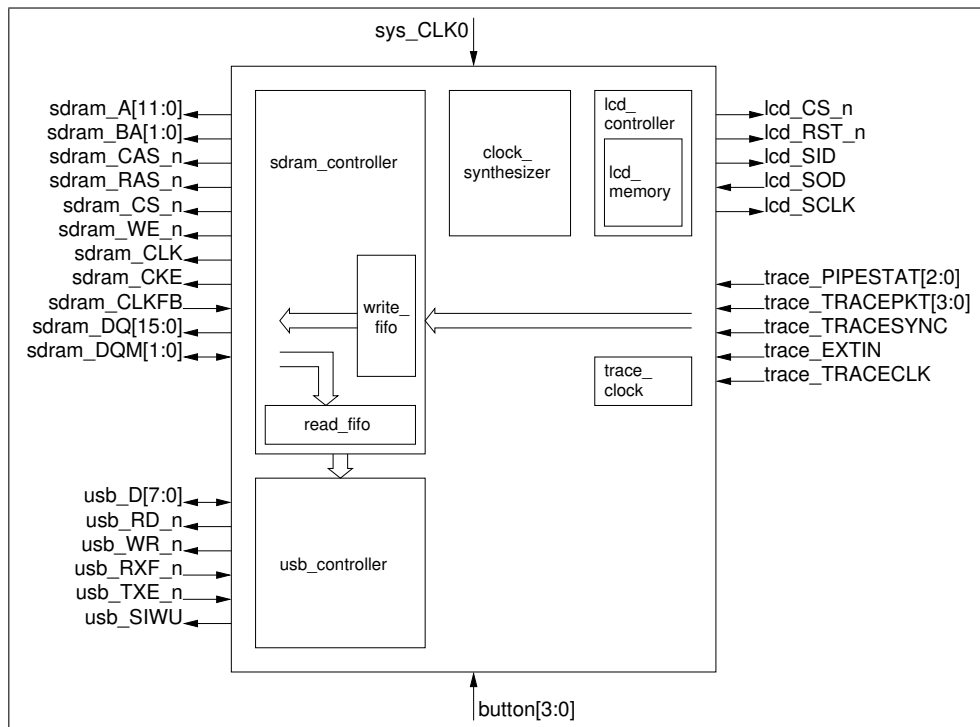 sys_CLK0
sdram_A[11:0]
sdram_BA[1:0]
sdram_CAS_n
sdram_RAS_n
sdram_CS_n
sdram_WE_n
sdram_CLK
sdram_CKE
sdram_CLKFB
sdram_DQ[15:0]
sdram_DQM[1:0]
usb_D[7:0]
usb_RD_n
usb_WR_n
usb_RXF_n
usb_TXE_n
usb_SIWU
sdram_controller
write_
fifo
read_fifo
usb_controller
clock_
synthesizer
lcd_
controller
lcd_
memory
trace_
clock
lcd_CS_n
lcd_RST_n
lcd_SID
lcd_SOD
lcd_SCLK
trace_PIPESTAT[2:0]
trace_TRACEPKT[3:0]
trace_TRACESYNC
trace_EXTIN
trace_TRACECLK
button[3:0]